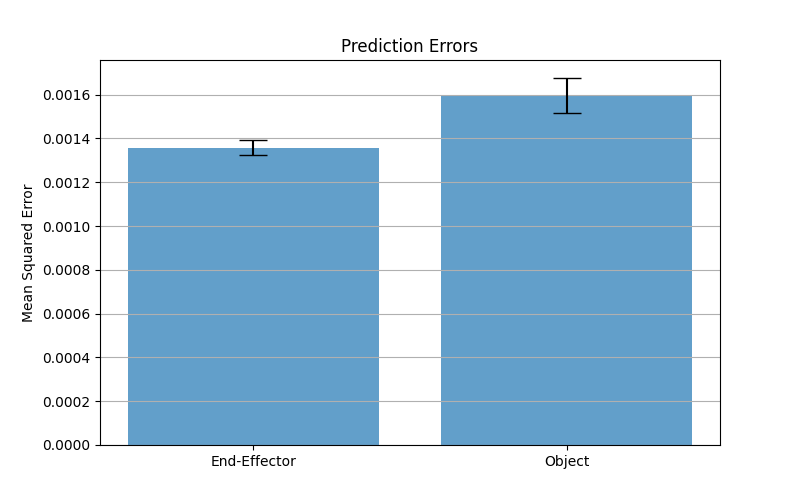 Prediction Errors
Mean Squared Error
0.0016
0.0014
0.0012
0.0010
0.0008
0.0006
0.0004
0.0002
0.0000
End-Effector
Object